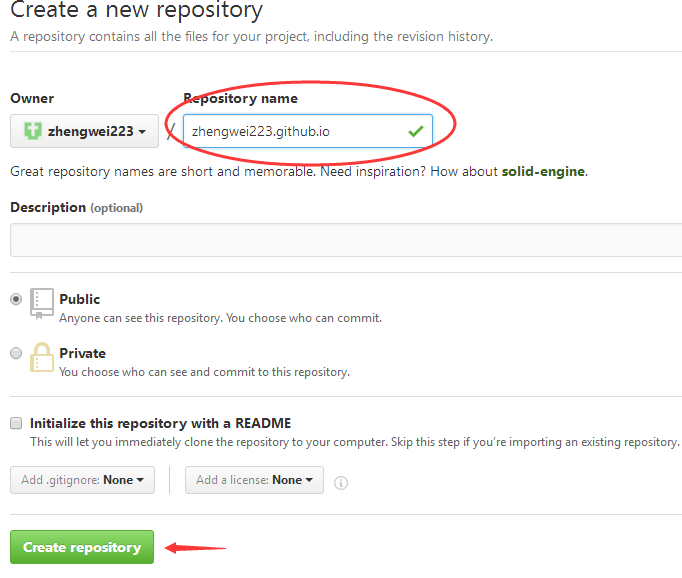 Create a new repository
A repository contains all the files for your project, including the revision history.
Owner Repository name
zhengwei223 / zhengwei223.github.io
Great repository names are short and memorable. Need inspiration? How about solid-engine.
Description (optional)
Public
Anyone can see this repository. You choose who can commit.
Private
You choose who can see and commit to this repository.
Initialize this repository with a README
This will let you immediately clone the repository to your computer. Skip this step if you’re importing an existing repository.
Add .gitignore: None Add a license: None
Create repository